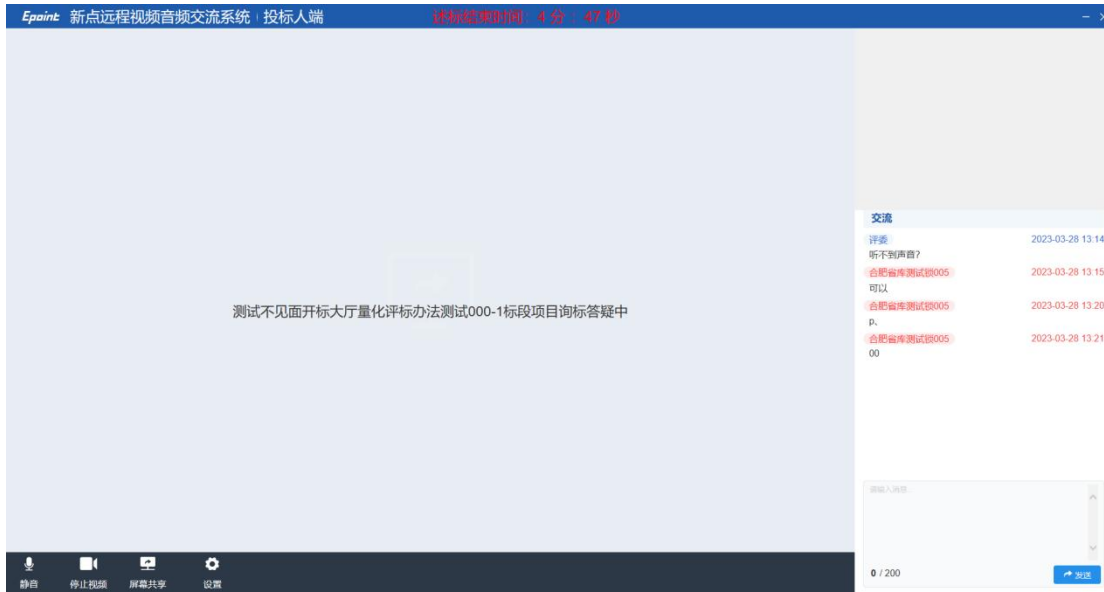 Epoint 新点远程视频音频交流系统 | 投标人端 述标结束时间：4 分：47 秒
测试不见面开标大厅量化评标办法测试000-1标段项目询标答疑中
交流
评委 2023-03-28 13:14
听不到声音?
合肥省库测试锁005 2023-03-28 13:15
可以
合肥省库测试锁005 2023-03-28 13:20
p、
合肥省库测试锁005 2023-03-28 13:21
00
请输入消息
0 / 200
发送
静音 停止视频 屏幕共享 设置